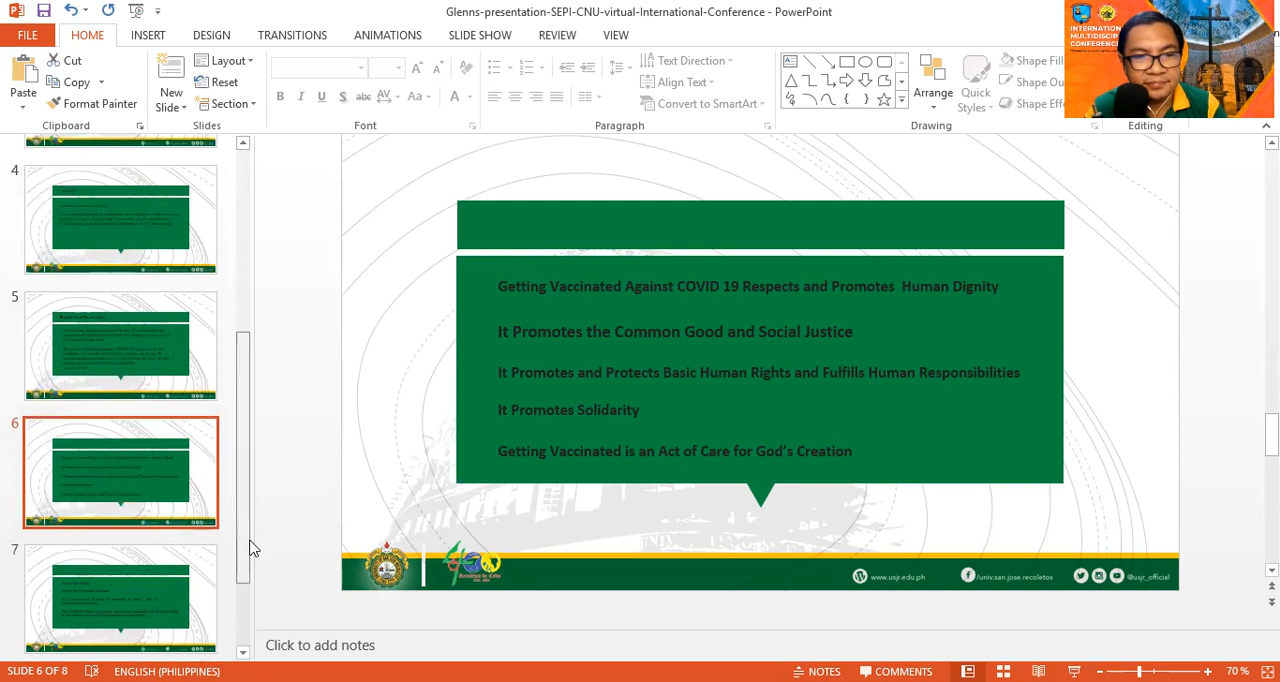 Glenns-presentation-SEPI-CNU-virtual-International-Conference - PowerPoint
FILE HOME INSERT DESIGN TRANSITIONS ANIMATIONS SLIDE SHOW REVIEW VIEW
INTERNATIONAL
MULTIDISCIP
CONFERENCE
Paste
Cut
Copy
Format Painter
Clipboard
New
Slide
Layout
Reset
Section
Slides
B I U S abc AV Aa A
Font
Text Direction
Align Text
Convert to SmartArt
Paragraph
Arrange
Quick
Styles
Shape Fill
Shape Ou
Shape Effe
Drawing
Editing
4
5
6
7
Getting Vaccinated Against COVID 19 Respects and Promotes Human Dignity
It Promotes the Common Good and Social Justice
It Promotes and Protects Basic Human Rights and Fulfills Human Responsibilities
It Promotes Solidarity
Getting Vaccinated is an Act of Care for God's Creation
www.usjr.edu.ph
/univ.san.jose.recoletos
@usjr_official
Click to add notes
SLIDE 6 OF 8
ENGLISH (PHILIPPINES)
NOTES
COMMENTS
70 %